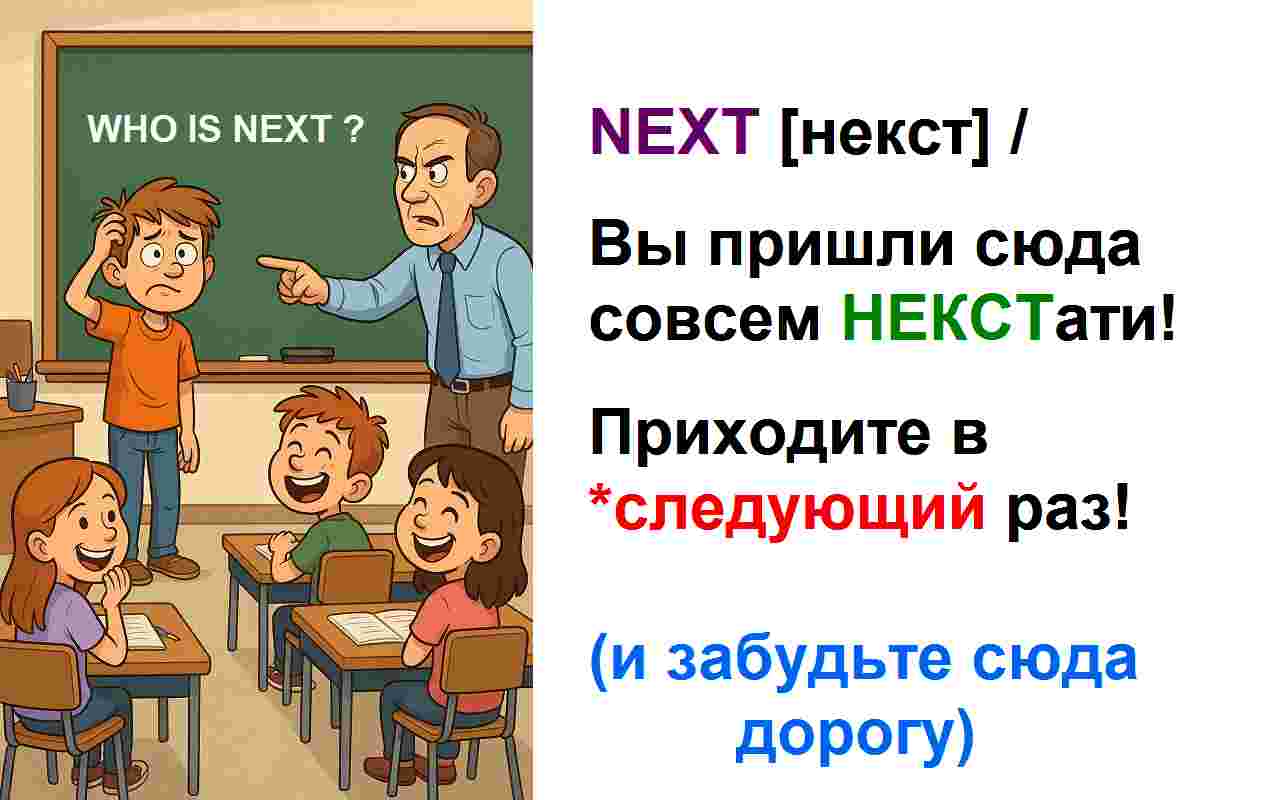 WHO IS NEXT ?
NEXT [некст] /
Вы пришли сюда
совсем НЕКСТати!
Приходите в
*следующий раз!
(и забудьте сюда
дорогу)